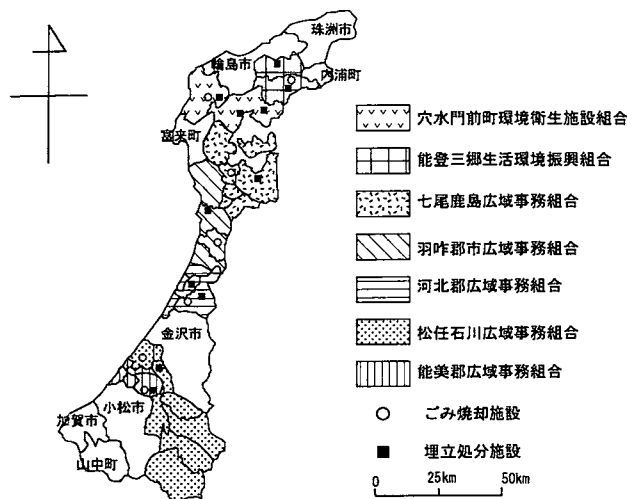 珠洲市
輪島市
内浦町
富来町
金沢市
小松市
加賀市
山中町
穴水門前町環境衛生施設組合
能登三郷生活環境振興組合
七尾鹿島広域事務組合
羽咋郡市広域事務組合
河北郡広域事務組合
松任石川広域事務組合
能美郡広域事務組合
ごみ焼却施設
埋立処分施設
0 25km 50km